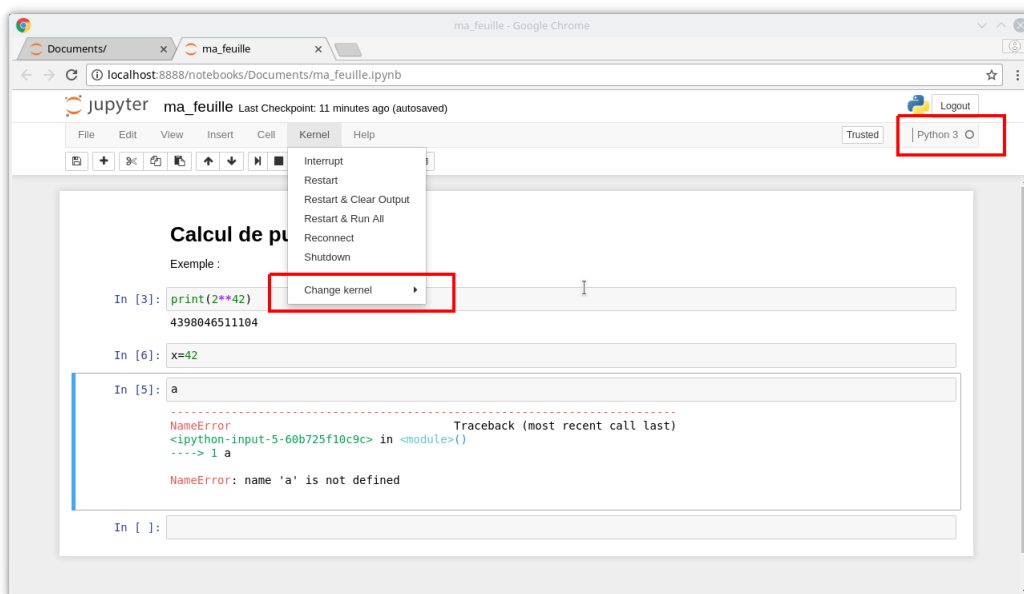 ma_feuille - Google Chrome
Documents/
ma_feuille
localhost:8888/notebooks/Documents/ma_feuille.ipynb
jupyter ma_feuille Last Checkpoint: 11 minutes ago (autosaved)
Logout
File Edit View Insert Cell Kernel Help
Trusted
Python 3
Interrupt
Restart
Restart & Clear Output
Restart & Run All
Reconnect
Shutdown
Change kernel
Calcul de
Exemple :
In [3]: print(2**42)
4398046511104
In [6]: x=42
In [5]: a
---------------------------------------------------------------------------
NameError Traceback (most recent call last)
<ipython-input-5-60b725f10c9c> in <module>()
----> 1 a
NameError: name 'a' is not defined
In [ ]: